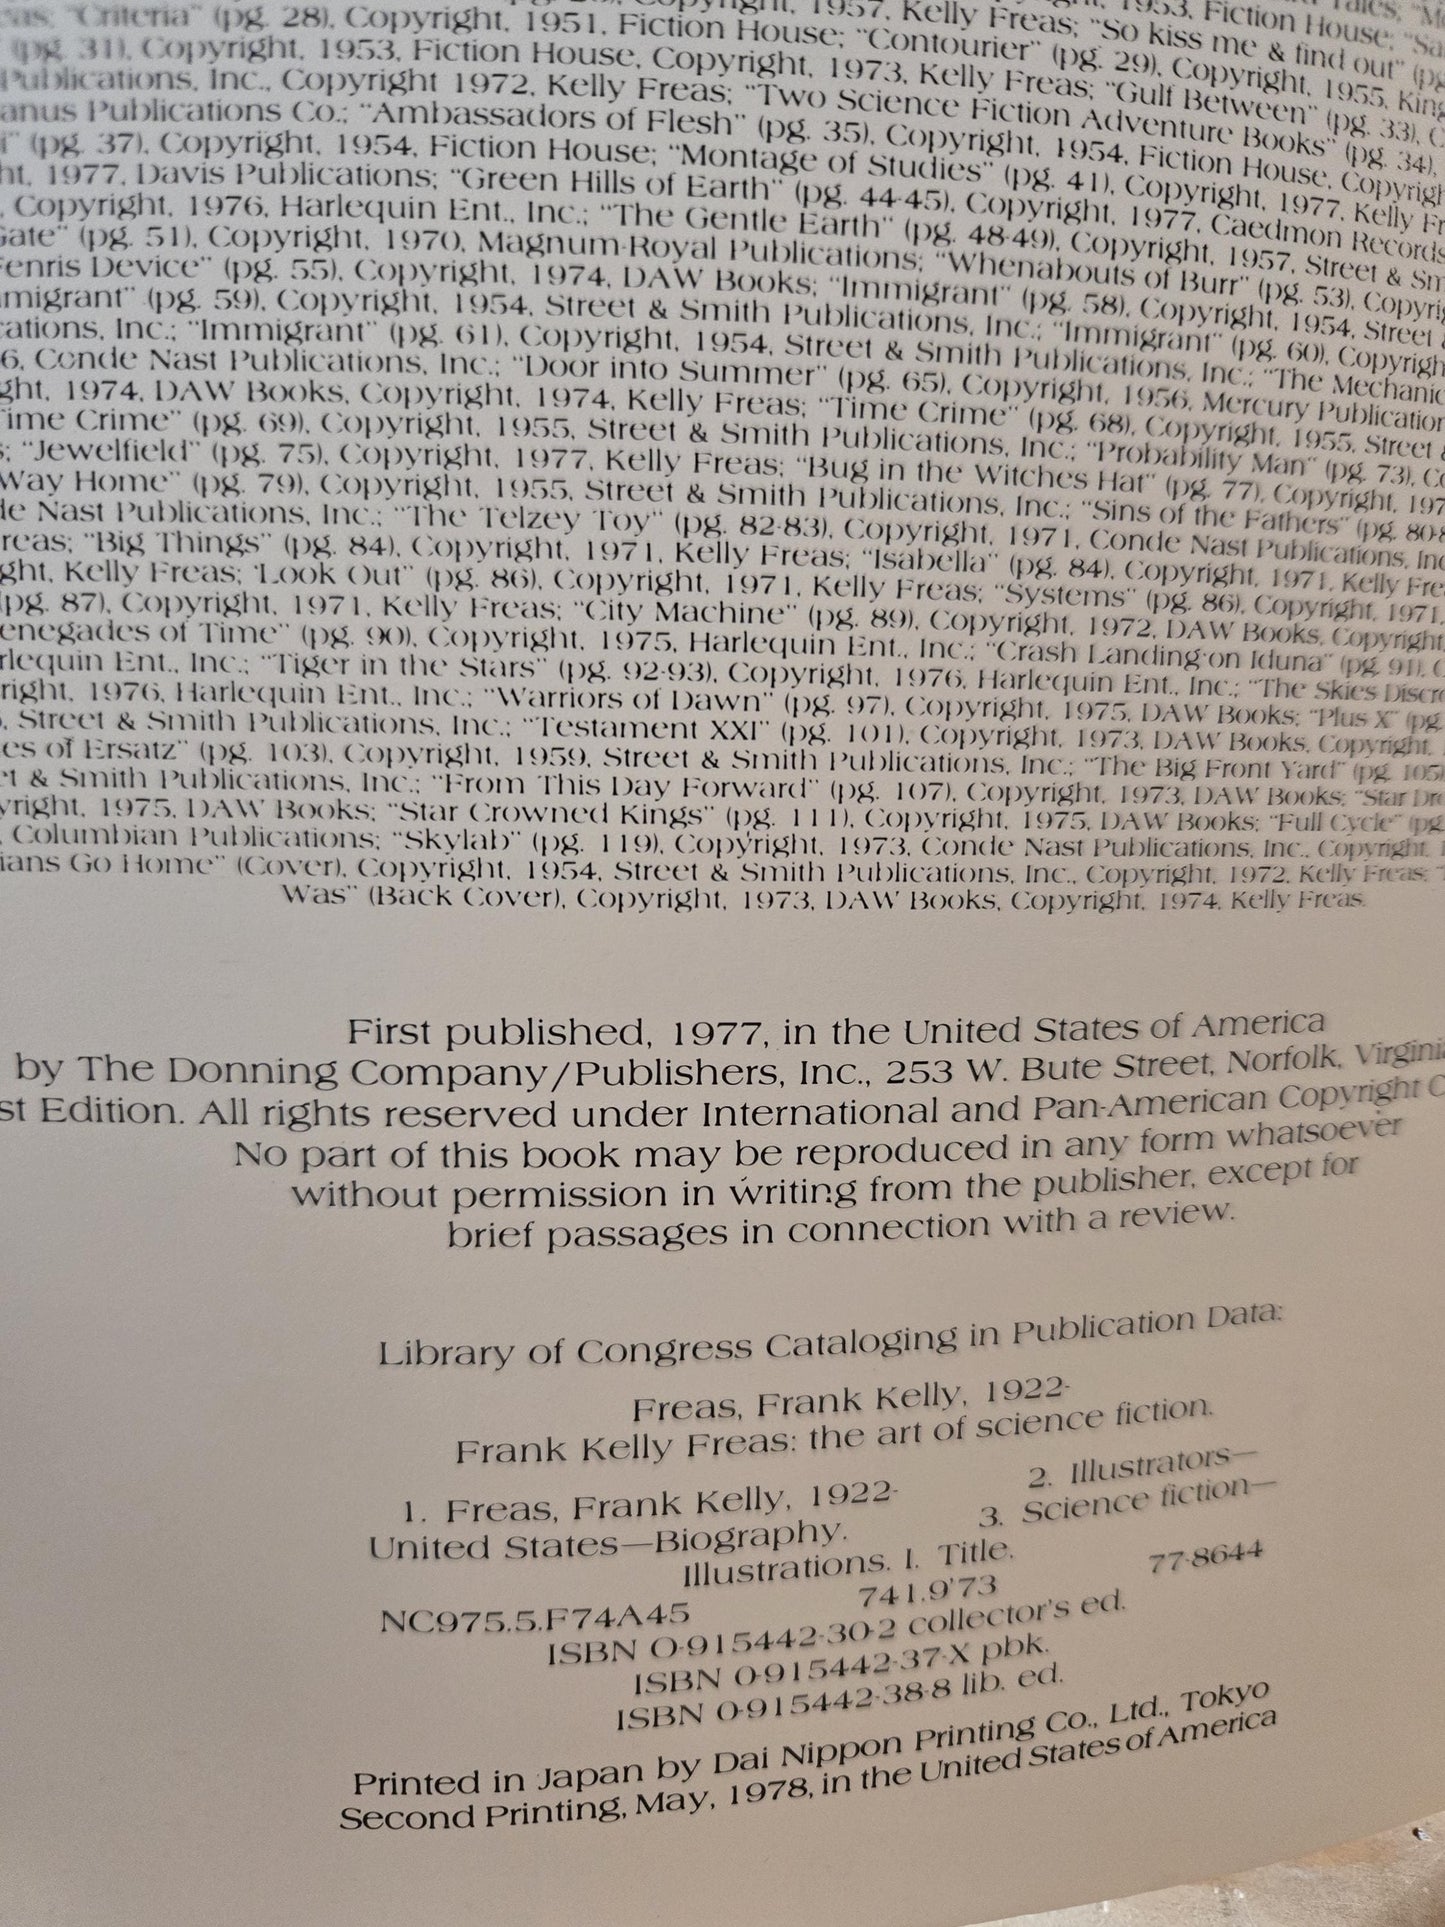 "Criteria" (pg. 28), Copyright, 1951, Fiction House; "Contourier" (pg. 29), Copyright, 1955, King
(pg. 31), Copyright, 1953, Fiction House, Copyright, 1973, Kelly Freas; "Gulf Between" (pg. 33), C
Publications, Inc., Copyright 1972, Kelly Freas; "Two Science Fiction Adventure Books" (pg. 34),
anus Publications Co.; "Ambassadors of Flesh" (pg. 35), Copyright, 1954, Fiction House, Copyrigh
(pg. 37), Copyright, 1954, Fiction House; "Montage of Studies" (pg. 41), Copyright, 1977, Kelly Fr
ht, 1977, Davis Publications; "Green Hills of Earth" (pg. 44-45), Copyright, 1977, Caedmon Records
, Copyright, 1976, Harlequin Ent., Inc.; "The Gentle Earth" (pg. 48-49), Copyright, 1957, Street & Sm
Gate" (pg. 51), Copyright, 1970, Magnum-Royal Publications; "Whenabouts of Burr" (pg. 53), Copyrig
Fenris Device" (pg. 55), Copyright, 1974, DAW Books; "Immigrant" (pg. 58), Copyright, 1954, Street &
migrant" (pg. 59), Copyright, 1954, Street & Smith Publications, Inc.; "Immigrant" (pg. 60), Copyright
cations, Inc.; "Immigrant" (pg. 61), Copyright, 1954, Street & Smith Publications, Inc.; "The Mechanic
6, Conde Nast Publications, Inc.; "Door into Summer" (pg. 65), Copyright, 1956, Mercury Publication
ght, 1974, DAW Books, Copyright, 1974, Kelly Freas; "Time Crime" (pg. 68), Copyright, 1955, Street &
Time Crime" (pg. 69), Copyright, 1955, Street & Smith Publications, Inc.; "Probability Man" (pg. 73), Co
s; "Jewelfield" (pg. 75), Copyright, 1977, Kelly Freas; "Bug in the Witches Hat" (pg. 77), Copyright, 197
Way Home" (pg. 79), Copyright, 1955, Street & Smith Publications, Inc.; "Sins of the Fathers" (pg. 80-8
de Nast Publications, Inc.; "The Telzey Toy" (pg. 82-83), Copyright, 1971, Conde Nast Publications, Inc
reas; "Big Things" (pg. 84), Copyright, 1971, Kelly Freas; "Isabella" (pg. 84), Copyright, 1971, Kelly Fre
ght, Kelly Freas; "Look Out" (pg. 86), Copyright, 1971, Kelly Freas; "Systems" (pg. 86), Copyright, 1971,
(pg. 87), Copyright, 1971, Kelly Freas; "City Machine" (pg. 89), Copyright, 1972, DAW Books, Copyright,
enegades of Time" (pg. 90), Copyright, 1975, Harlequin Ent., Inc.; "Crash Landing on Iduna" (pg. 91), C
rlequin Ent., Inc.; "Tiger in the Stars" (pg. 92-93), Copyright, 1976, Harlequin Ent., Inc.; "The Skies Discro
right, 1976, Harlequin Ent., Inc.; "Warriors of Dawn" (pg. 97), Copyright, 1975, DAW Books; "Plus X" (pg.
, Street & Smith Publications, Inc.; "Testament XXI" (pg. 101), Copyright, 1973, DAW Books, Copyright,
es of Ersatz" (pg. 103), Copyright, 1959, Street & Smith Publications, Inc.; "The Big Front Yard" (pg. 105)
et & Smith Publications, Inc.; "From This Day Forward" (pg. 107), Copyright, 1973, DAW Books; "Star Dro
yright, 1975, DAW Books; "Star Crowned Kings" (pg. 111), Copyright, 1975, DAW Books; "Full Cycle" (pg.
, Columbian Publications; "Skylab" (pg. 119), Copyright, 1973, Conde Nast Publications, Inc., Copyright, 1
ians Go Home" (Cover), Copyright, 1954, Street & Smith Publications, Inc., Copyright, 1972, Kelly Freas; "
Was" (Back Cover), Copyright, 1973, DAW Books, Copyright, 1974, Kelly Freas.
First published, 1977, in the United States of America
by The Donning Company/Publishers, Inc., 253 W. Bute Street, Norfolk, Virginia
st Edition. All rights reserved under International and Pan-American Copyright C
No part of this book may be reproduced in any form whatsoever
without permission in writing from the publisher, except for
brief passages in connection with a review.
Library of Congress Cataloging in Publication Data:
Freas, Frank Kelly, 1922-
Frank Kelly Freas: the art of science fiction.
1. Freas, Frank Kelly, 1922- 2. Illustrators—
United States—Biography. 3. Science fiction—
Illustrations. I. Title.
NC975.5.F74A45 741.9'73 77-8644
ISBN 0-915442-30-2 collector's ed.
ISBN 0-915442-37-X pbk.
ISBN 0-915442-38-8 lib. ed.
Printed in Japan by Dai Nippon Printing Co., Ltd., Tokyo
Second Printing, May, 1978, in the United States of America